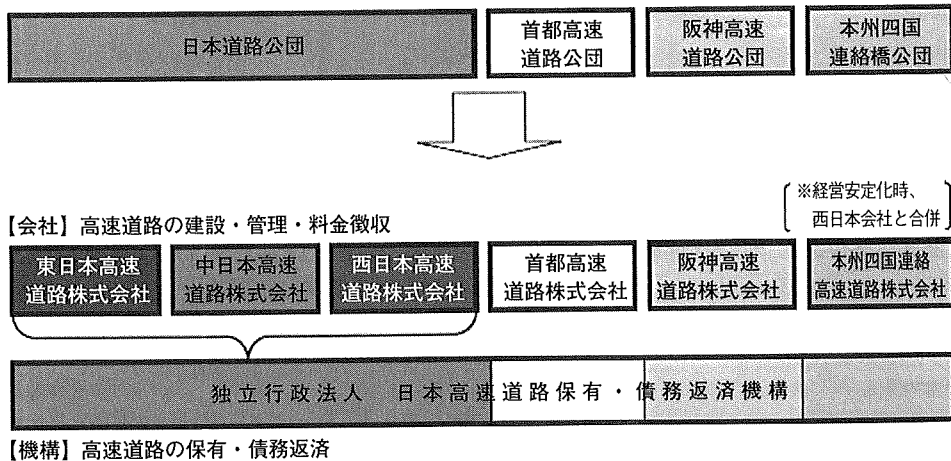 日本道路公団
首都高速
道路公団
阪神高速
道路公団
本州四国
連絡橋公団
※経営安定化時、
西日本会社と合併
【会社】高速道路の建設・管理・料金徴収
東日本高速
道路株式会社
中日本高速
道路株式会社
西日本高速
道路株式会社
首都高速
道路株式会社
阪神高速
道路株式会社
本州四国連絡
高速道路株式会社
独立行政法人 日本高速道路保有・債務返済機構
【機構】高速道路の保有・債務返済